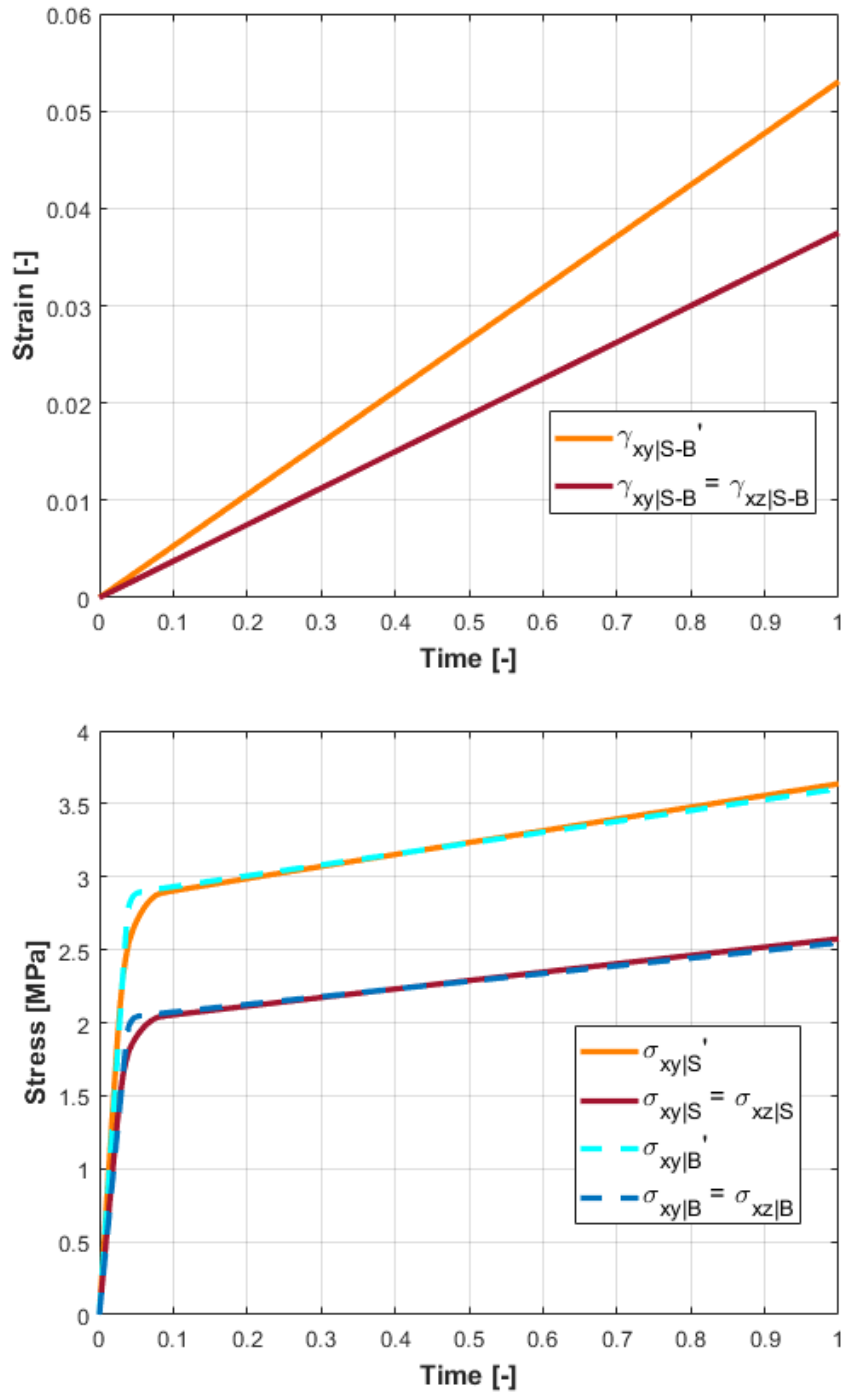 0.06
0.05
0.04
0.03
0.02
0.01
0
Strain [-]
γxy|S-B'
γxy|S-B = γxz|S-B
0 0.1 0.2 0.3 0.4 0.5 0.6 0.7 0.8 0.9 1
Time [-]
4
3.5
3
2.5
2
1.5
1
0.5
0
Stress [MPa]
σxy|S'
σxy|S = σxz|S
σxy|B'
σxy|B = σxz|B
0 0.1 0.2 0.3 0.4 0.5 0.6 0.7 0.8 0.9 1
Time [-]